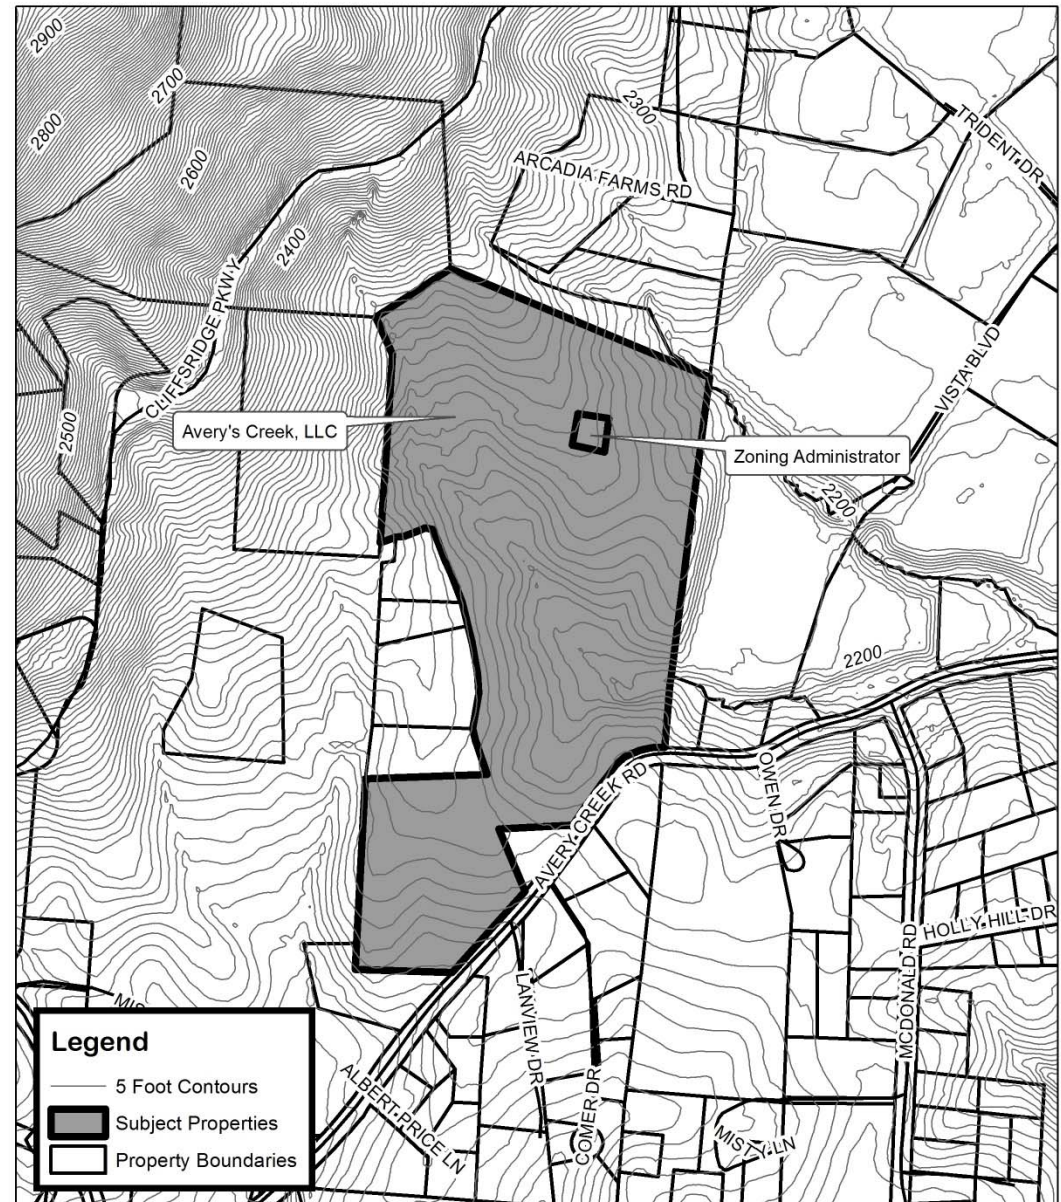 2900
2700
2800
2600
2300
TRIDENT DR
ARCADIA FARMS RD
2400
CLIFFSRIDGE PKWY
VISTA BLVD
2500
Avery's Creek, LLC
Zoning Administrator
2200
2200
AVERY CREEK RD
OWEN DR
HOLLY HILL DR
MCDONALD RD
LANVIEW DR
COMER DR
ALBERT PRICE LN
MISTY LN
Legend
5 Foot Contours
Subject Properties
Property Boundaries